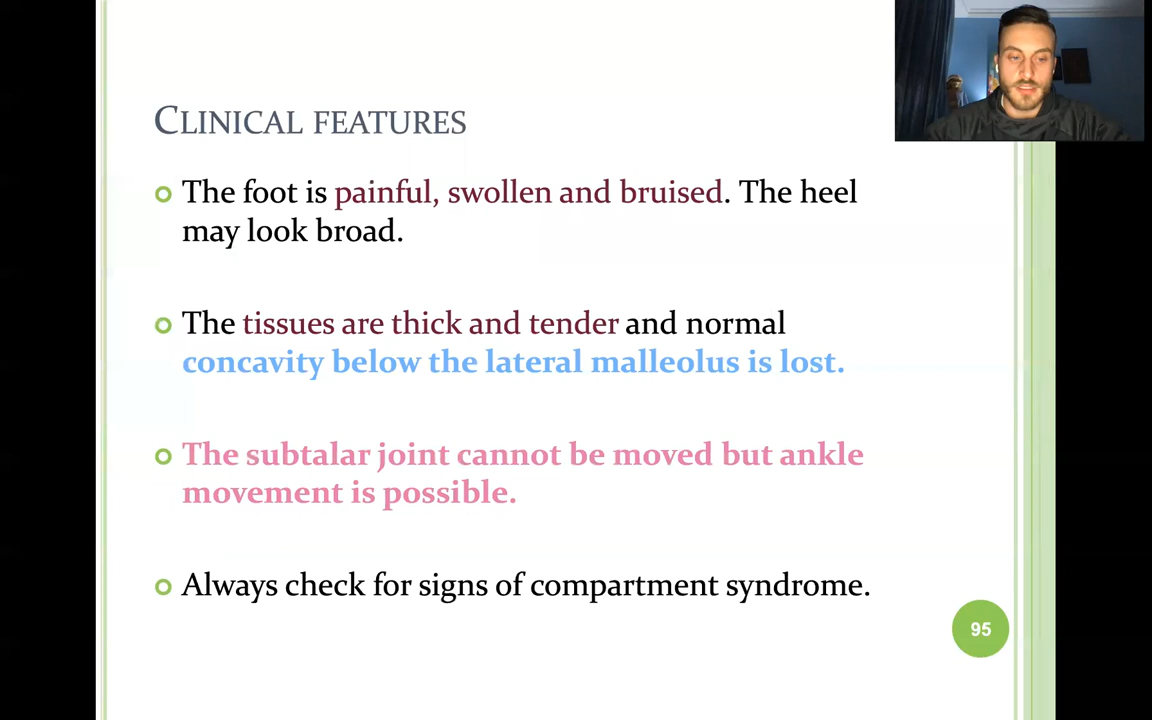 CLINICAL FEATURES
The foot is painful, swollen and bruised. The heel
may look broad.
The tissues are thick and tender and normal
concavity below the lateral malleolus is lost.
The subtalar joint cannot be moved but ankle
movement is possible.
Always check for signs of compartment syndrome.
95